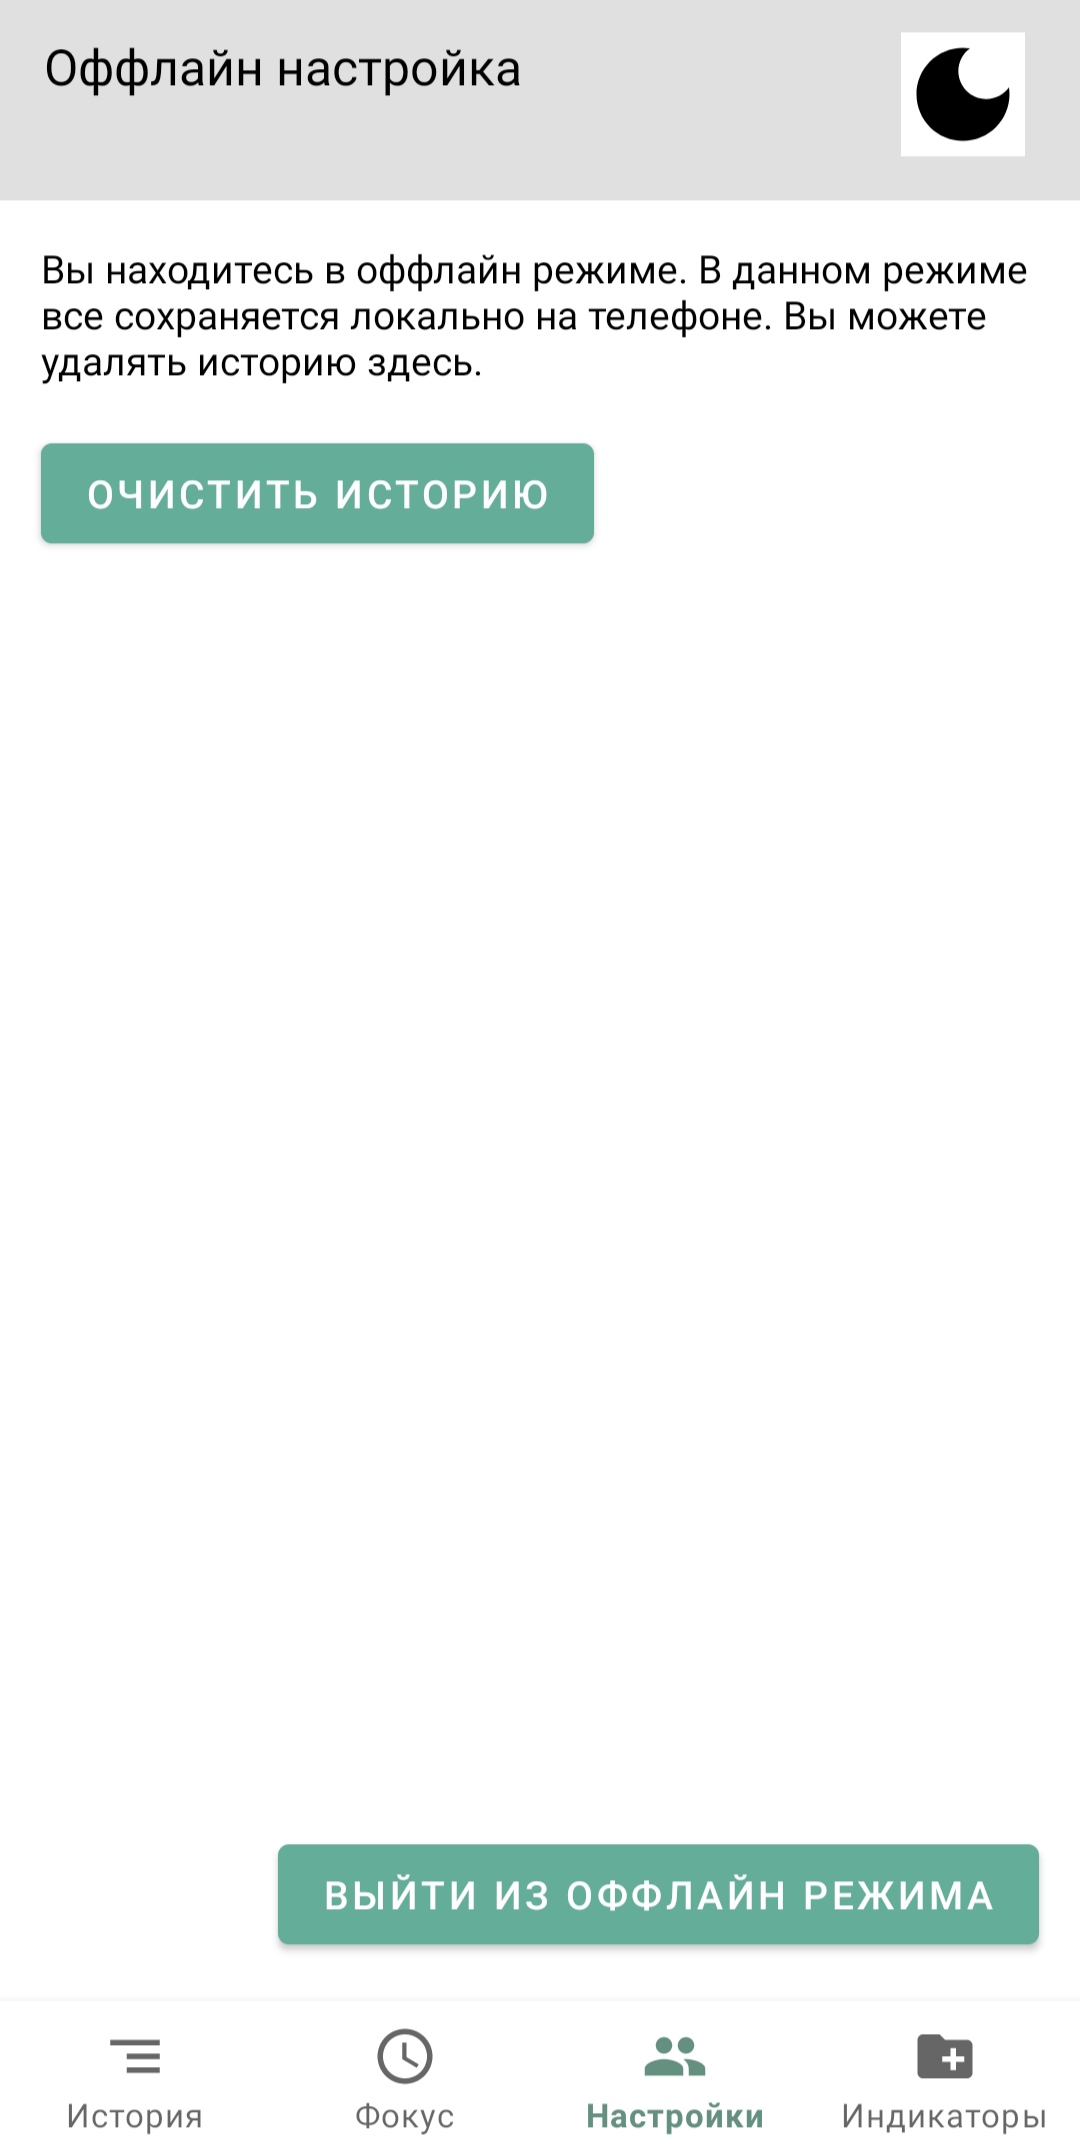 Оффлайн настройка
Вы находитесь в оффлайн режиме. В данном режиме
все сохраняется локально на телефоне. Вы можете
удалять историю здесь.
ОЧИСТИТЬ ИСТОРИЮ
ВЫЙТИ ИЗ ОФФЛАЙН РЕЖИМА
История
Фокус
Настройки
Индикаторы